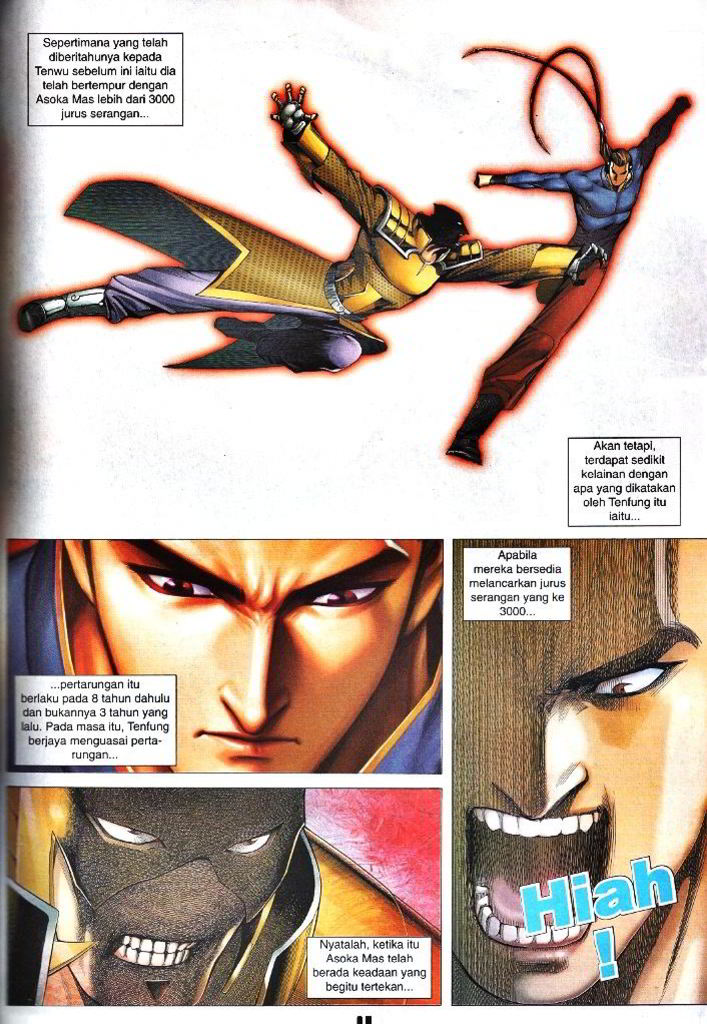 Sepertimana yang telah
diberitahunya kepada
Tenwu sebelum ini iaitu dia
telah bertempur dengan
Asoka Mas lebih dari 3000
jurus serangan...
Akan tetapi,
terdapat sedikit
kelainan dengan
apa yang dikatakan
oleh Tenfung itu
iaitu...
...pertarungan itu
berlaku pada 8 tahun dahulu
dan bukannya 3 tahun yang
lalu. Pada masa itu, Tenfung
berjaya menguasai perta-
rungan...
Apabila
mereka bersedia
melancarkan jurus
serangan yang ke
3000...
Hiah
!
Nyatalah, ketika itu
Asoka Mas telah
berada keadaan yang
begitu tertekan...